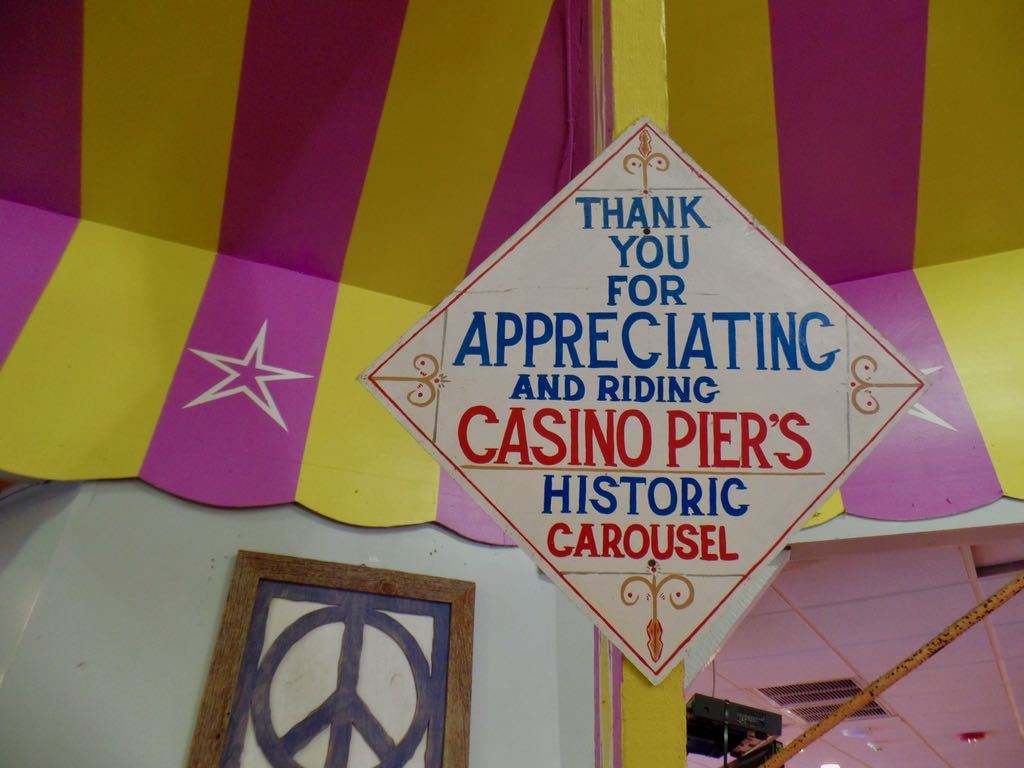 THANK
YOU
FOR
APPRECIATING
AND RIDING
CASINO PIER'S
HISTORIC
CAROUSEL